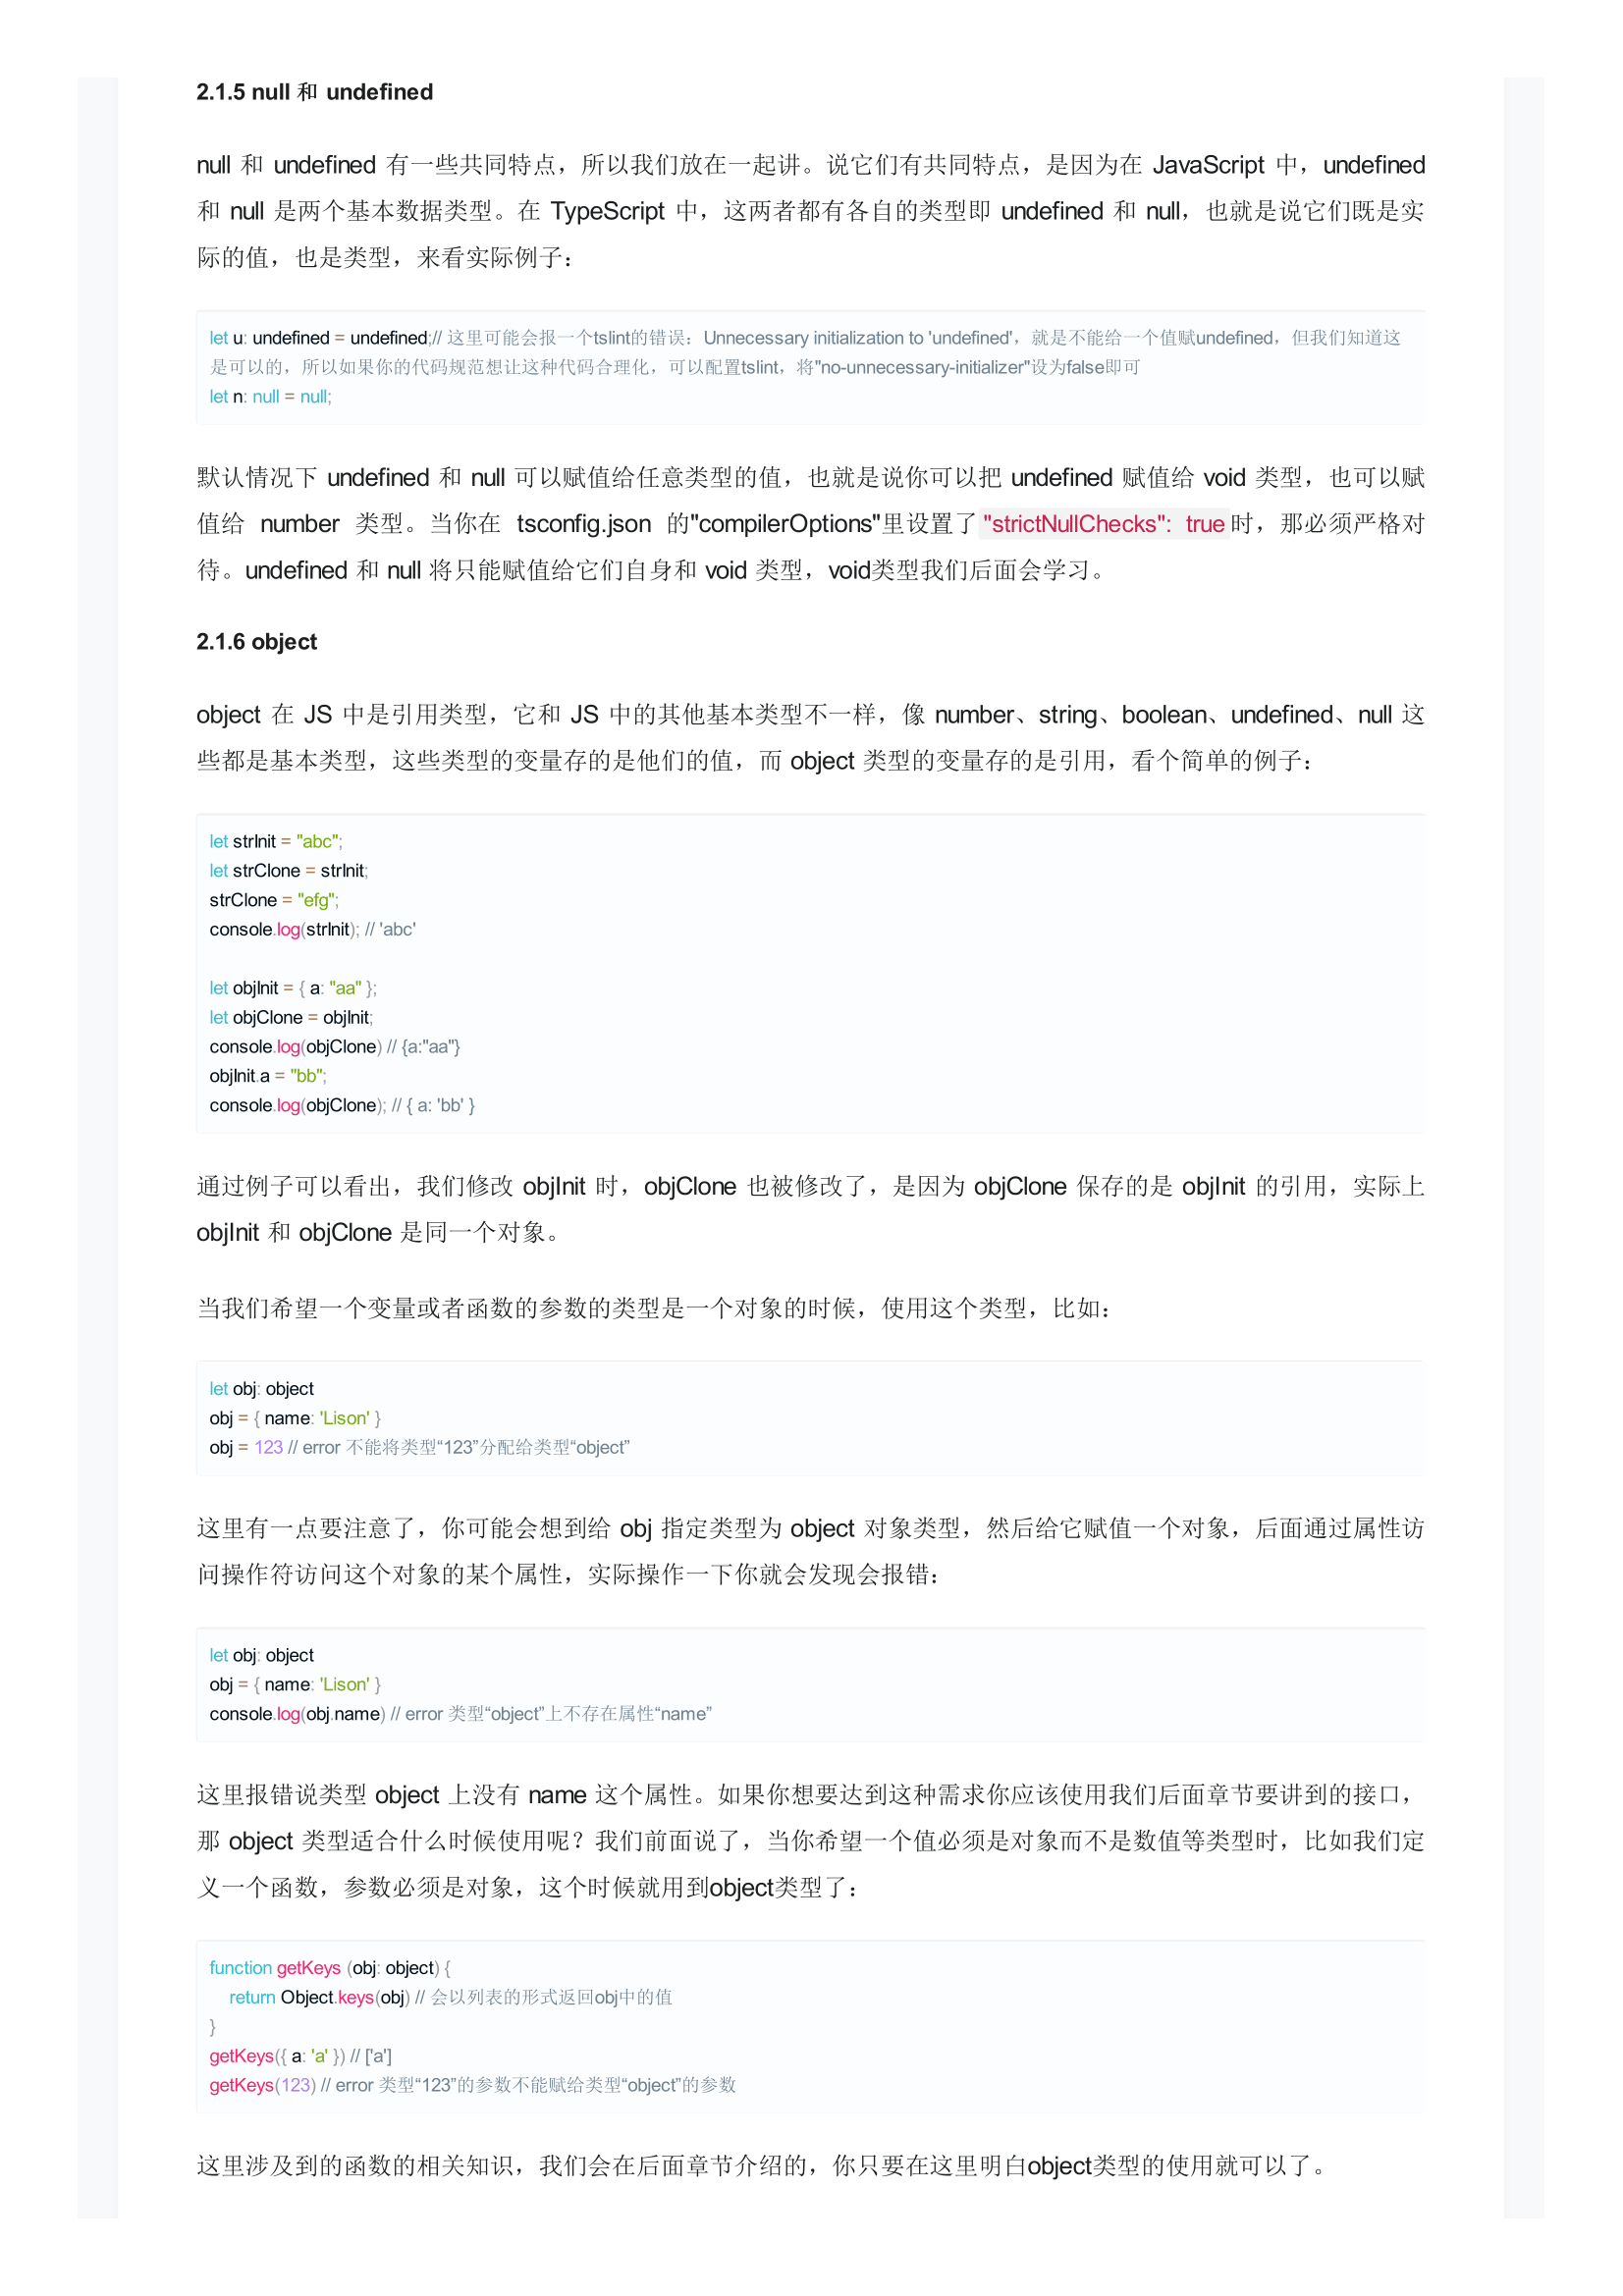 2.1.5 null 和 undefined
null 和 undefined 有一些共同特点，所以我们放在一起讲。说它们有共同特点，是因为在 JavaScript 中，undefined
和 null 是两个基本数据类型。在 TypeScript 中，这两者都有各自的类型即 undefined 和 null，也就是说它们既是实
际的值，也是类型，来看实际例子：
let u: undefined = undefined;// 这里可能会报一个tslint的错误：Unnecessary initialization to 'undefined'，就是不能给一个值赋undefined，但我们知道这
是可以的，所以如果你的代码规范想让这种代码合理化，可以配置tslint，将"no-unnecessary-initializer"设为false即可
let n: null = null;
默认情况下 undefined 和 null 可以赋值给任意类型的值，也就是说你可以把 undefined 赋值给 void 类型，也可以赋
值给 number 类型。当你在 tsconfig.json 的"compilerOptions"里设置了"strictNullChecks": true时，那必须严格对
待。undefined 和 null 将只能赋值给它们自身和 void 类型，void类型我们后面会学习。
2.1.6 object
object 在 JS 中是引用类型，它和 JS 中的其他基本类型不一样，像 number、string、boolean、undefined、null 这
些都是基本类型，这些类型的变量存的是他们的值，而 object 类型的变量存的是引用，看个简单的例子：
let strInit = "abc";
let strClone = strInit;
strClone = "efg";
console.log(strInit); // 'abc'
let objInit = { a: "aa" };
let objClone = objInit;
console.log(objClone) // {a:"aa"}
objInit.a = "bb";
console.log(objClone); // { a: 'bb' }
通过例子可以看出，我们修改 objInit 时，objClone 也被修改了，是因为 objClone 保存的是 objInit 的引用，实际上
objInit 和 objClone 是同一个对象。
当我们希望一个变量或者函数的参数的类型是一个对象的时候，使用这个类型，比如：
let obj: object
obj = { name: 'Lison' }
obj = 123 // error 不能将类型“123”分配给类型“object”
这里有一点要注意了，你可能会想到给 obj 指定类型为 object 对象类型，然后给它赋值一个对象，后面通过属性访
问操作符访问这个对象的某个属性，实际操作一下你就会发现会报错：
let obj: object
obj = { name: 'Lison' }
console.log(obj.name) // error 类型“object”上不存在属性“name”
这里报错说类型 object 上没有 name 这个属性。如果你想要达到这种需求你应该使用我们后面章节要讲到的接口，
那 object 类型适合什么时候使用呢？我们前面说了，当你希望一个值必须是对象而不是数值等类型时，比如我们定
义一个函数，参数必须是对象，这个时候就用到object类型了：
function getKeys (obj: object) {
return Object.keys(obj) // 会以列表的形式返回obj中的值
}
getKeys({ a: 'a' }) // ['a']
getKeys(123) // error 类型“123”的参数不能赋给类型“object”的参数
这里涉及到的函数的相关知识，我们会在后面章节介绍的，你只要在这里明白object类型的使用就可以了。